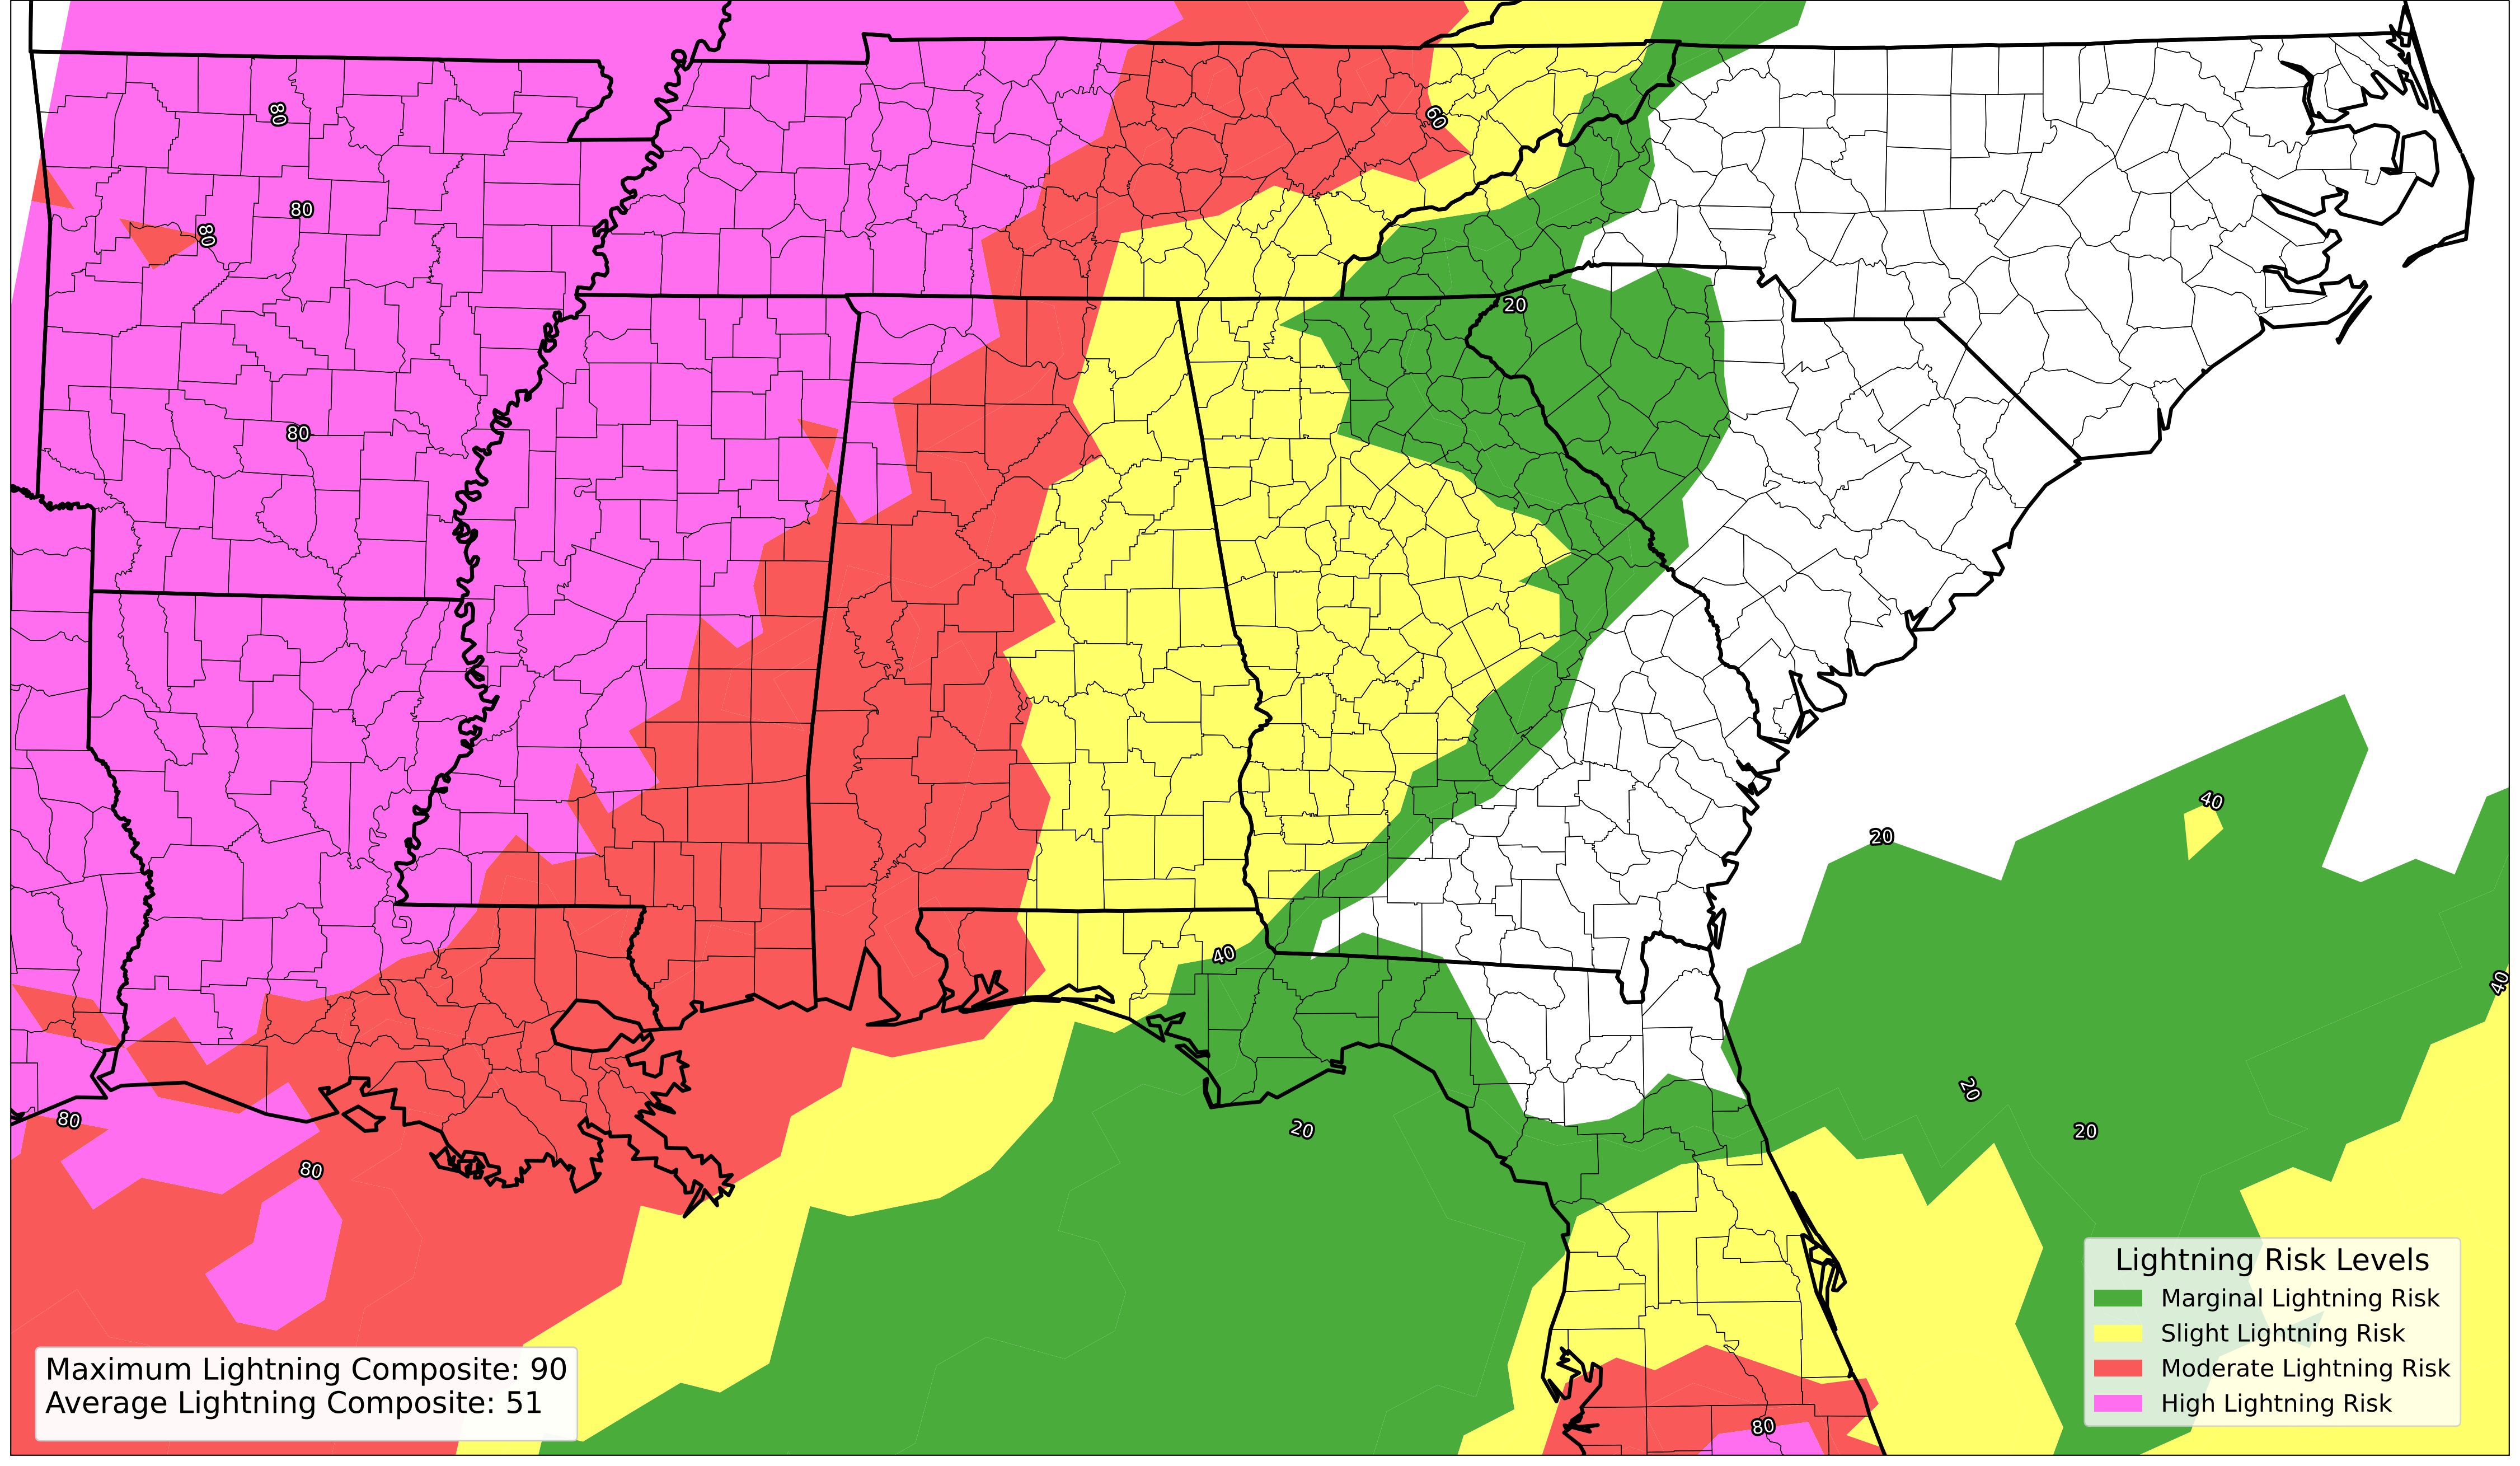 80
60
80
80
20
80
40
20
40
40
20
80
20
20
80
80
Lightning Risk Levels
Marginal Lightning Risk
Slight Lightning Risk
Moderate Lightning Risk
High Lightning Risk
Maximum Lightning Composite: 90
Average Lightning Composite: 51